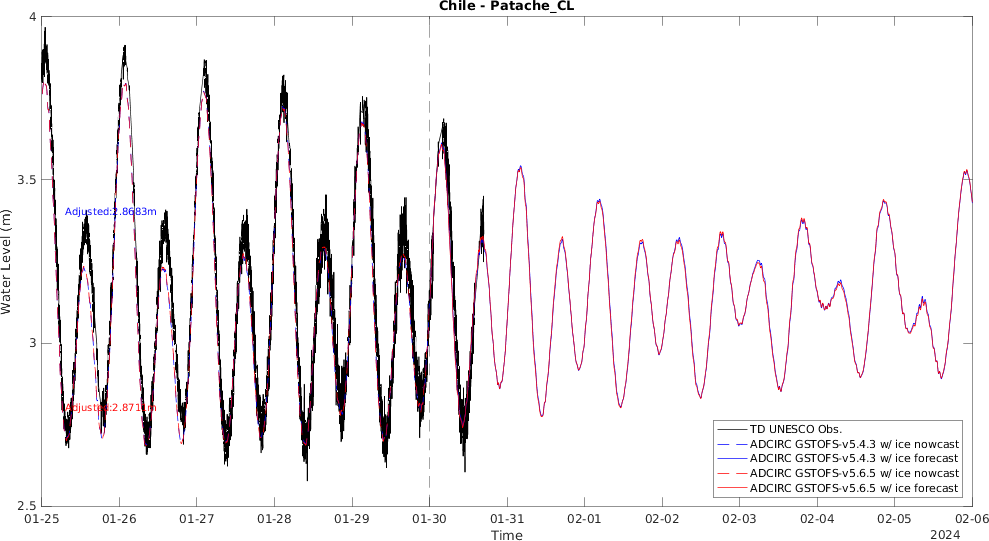 Chile - Patache_CL
4
3.5
3
2.5
Water Level (m)
Adjusted:2.8683m
Adjusted:2.8711m
TD UNESCO Obs.
ADCIRC GSTOFS-v5.4.3 w/ ice nowcast
ADCIRC GSTOFS-v5.4.3 w/ ice forecast
ADCIRC GSTOFS-v5.6.5 w/ ice nowcast
ADCIRC GSTOFS-v5.6.5 w/ ice forecast
01-25 01-26 01-27 01-28 01-29 01-30 01-31 02-01 02-02 02-03 02-04 02-05 02-06
Time
2024